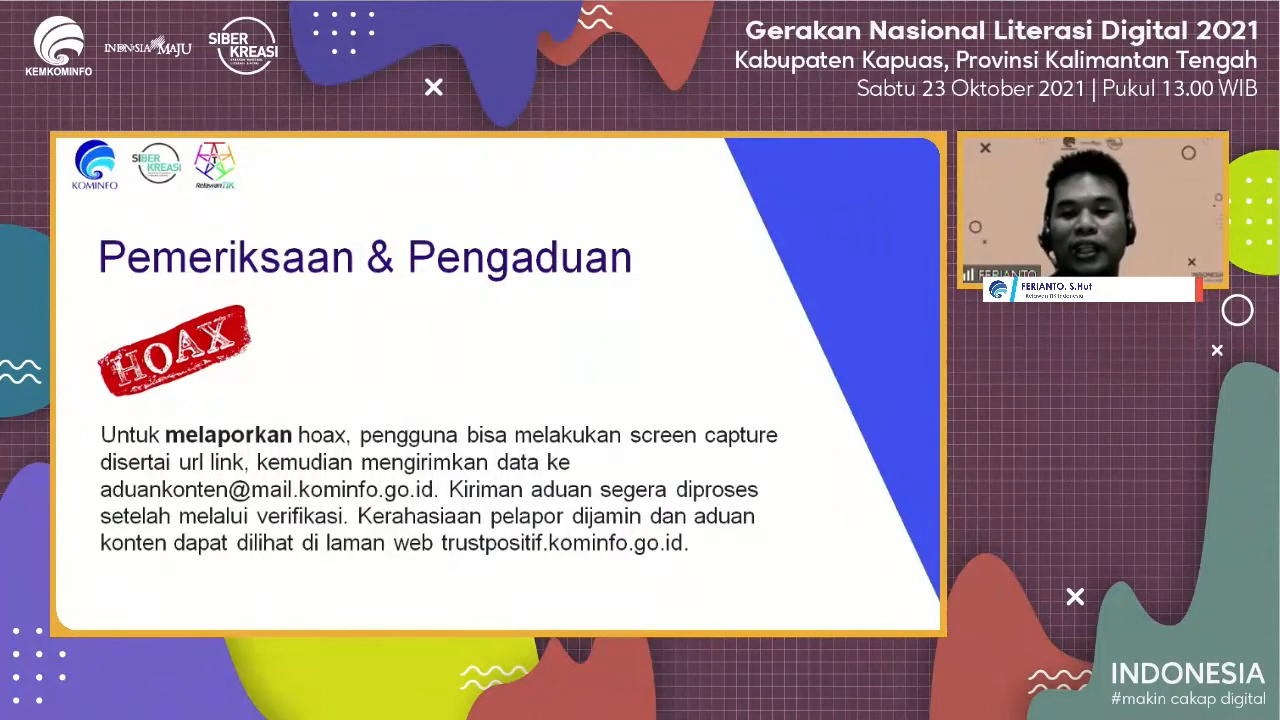 KEMKOMINFO
INDONESIA MAJU
SIBER
KREASI
Gerakan Nasional Literasi Digital 2021
Kabupaten Kapuas, Provinsi Kalimantan Tengah
Sabtu 23 Oktober 2021 | Pukul 13.00 WIB
KOMINFO
SIBER
KREASI
RelawanTIK
Pemeriksaan & Pengaduan
HOAX
Untuk melaporkan hoax, pengguna bisa melakukan screen capture
disertai url link, kemudian mengirimkan data ke
aduankonten@mail.kominfo.go.id. Kiriman aduan segera diproses
setelah melalui verifikasi. Kerahasiaan pelapor dijamin dan aduan
konten dapat dilihat di laman web trustpositif.kominfo.go.id.
FERIANTO
FERIANTO. S.Hut
Relawan TIK Indonesia
INDONESIA
#makin cakap digital